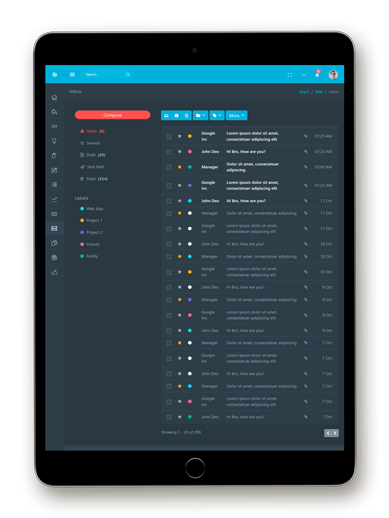 Search...
Inbox
Apps / Mail / Inbox
Compose
More
Inbox (8)
Starred
Draft (29)
Sent Mail
Trash (354)
Labels
Web App
Project 1
Project 2
Friends
Family
Google Inc Lorem ipsum dolor sit amet, consectetuer adipiscing elit 07:23 AM
John Deo Hi Bro, How are you? 07:23 AM
Manager Dolor sit amet, consectetuer adipiscing 09:00 AM
Google Inc Lorem ipsum dolor sit amet, consectetuer adipiscing elit 01:23 AM
John Deo Hi Bro, How are you? 11 Oct
Manager Dolor sit amet, consectetuer adipiscing 11 Oct
Google Inc Lorem ipsum dolor sit amet, consectetuer adipiscing elit 11 Oct
John Deo Hi Bro, How are you? 10 Oct
Manager Dolor sit amet, consectetuer adipiscing 10 Oct
Google Inc Lorem ipsum dolor sit amet, consectetuer adipiscing elit 10 Oct
John Deo Hi Bro, How are you? 9 Oct
Manager Dolor sit amet, consectetuer adipiscing 9 Oct
Google Inc Lorem ipsum dolor sit amet, consectetuer adipiscing elit 9 Oct
John Deo Hi Bro, How are you? 9 Oct
Manager Dolor sit amet, consectetuer adipiscing 7 Oct
Google Inc Lorem ipsum dolor sit amet, consectetuer adipiscing elit 7 Oct
John Deo Hi Bro, How are you? 7 Oct
Manager Dolor sit amet, consectetuer adipiscing 7 Oct
Google Inc Lorem ipsum dolor sit amet, consectetuer adipiscing elit 7 Oct
John Deo Hi Bro, How are you? 7 Oct
Showing 1 - 20 of 289